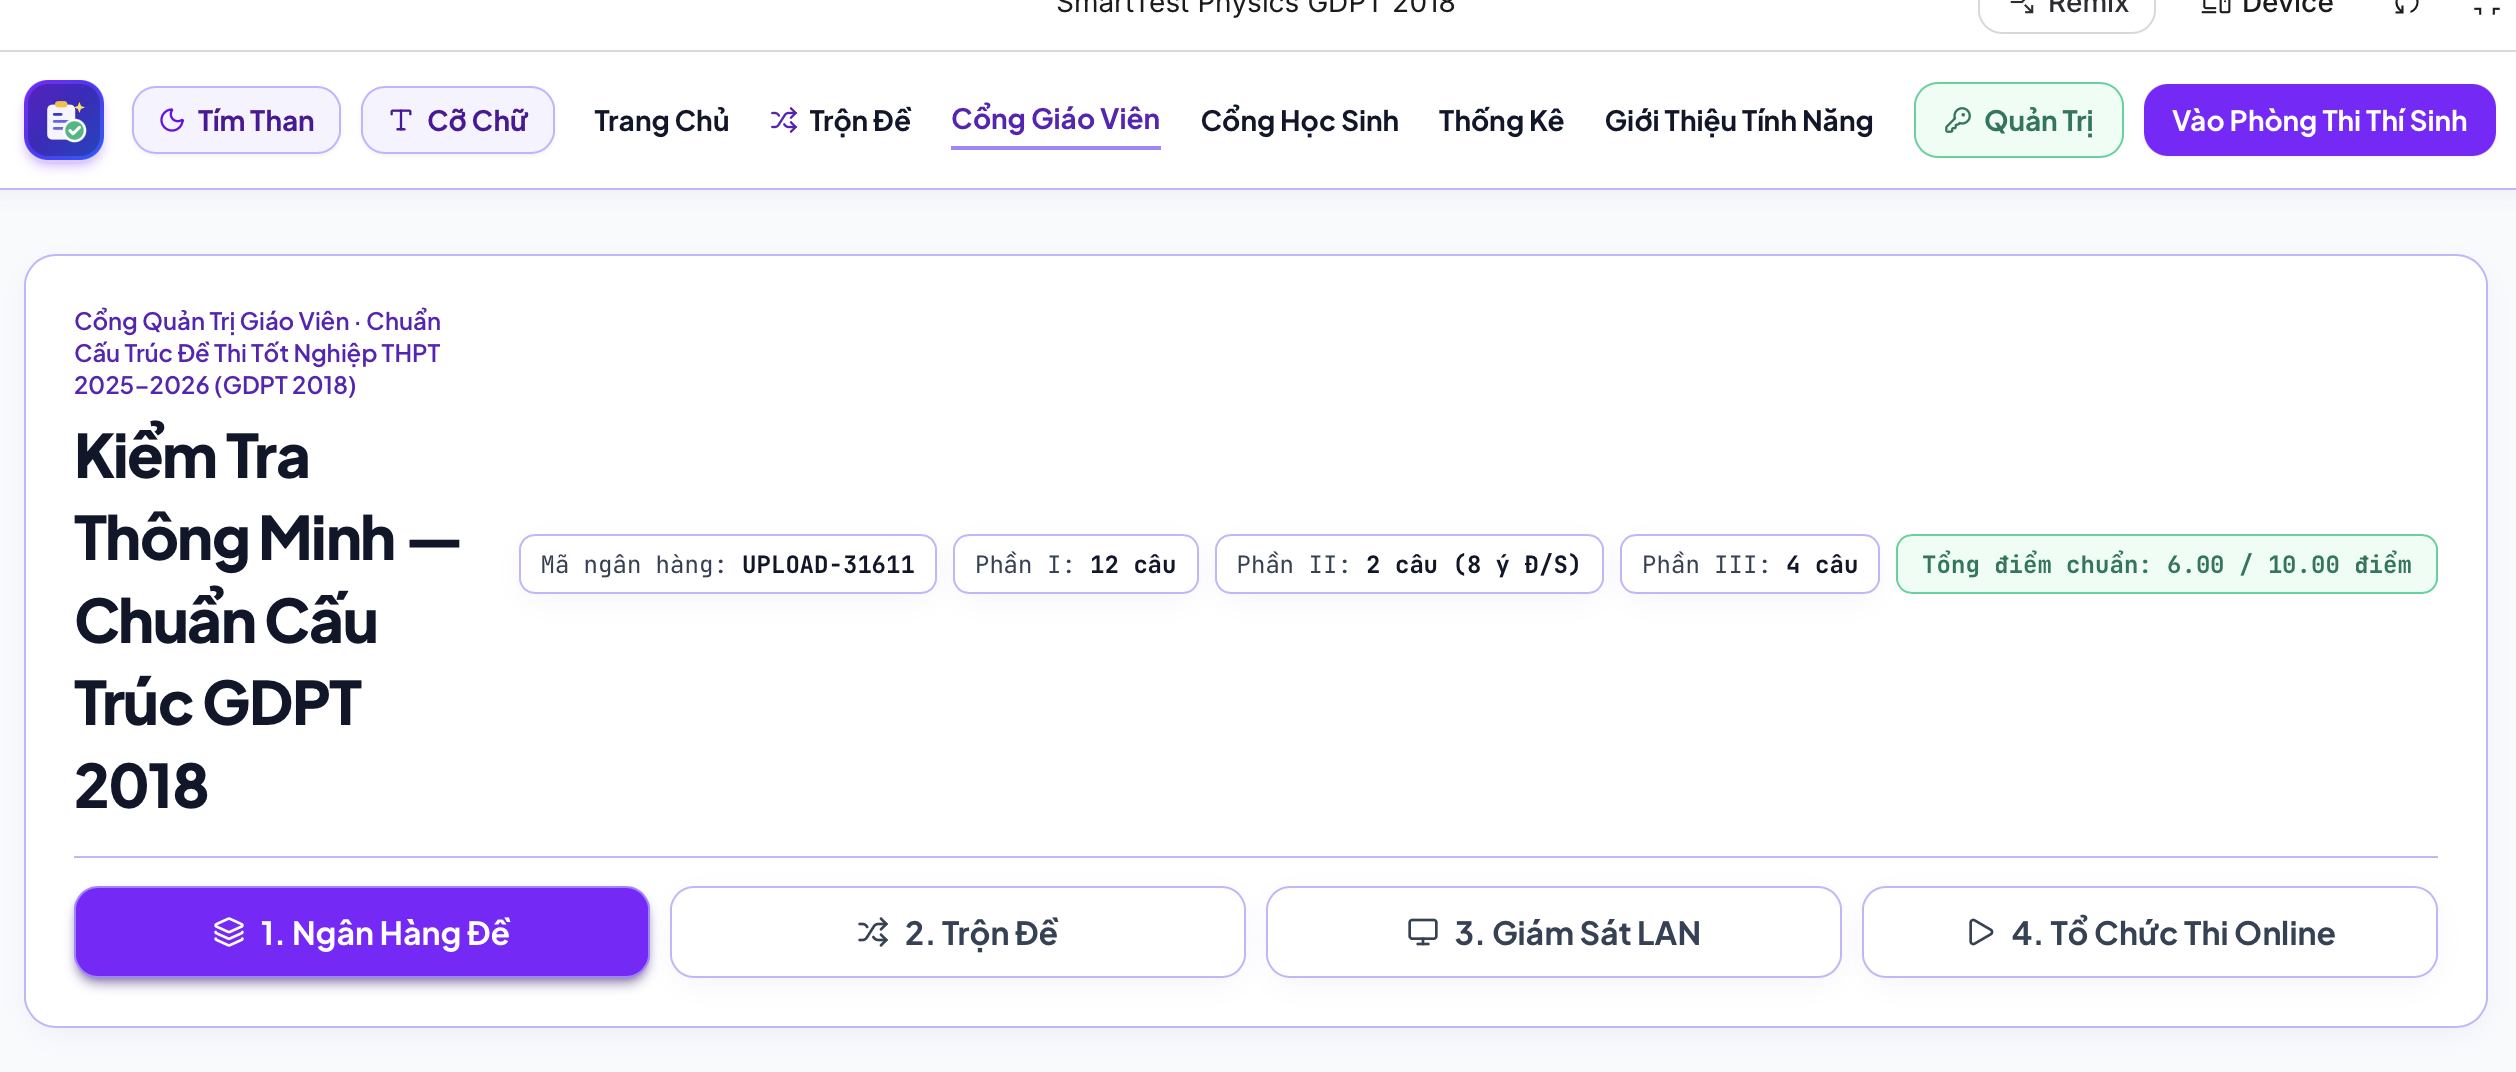 SmartTest Physics GDPT 2018
Remix
Device
Tím Than
Cỡ Chữ
Trang Chủ
Trộn Đề
Cổng Giáo Viên
Cổng Học Sinh
Thống Kê
Giới Thiệu Tính Năng
Quản Trị
Vào Phòng Thi Thí Sinh
Cổng Quản Trị Giáo Viên · Chuẩn
Cấu Trúc Đề Thi Tốt Nghiệp THPT
2025–2026 (GDPT 2018)
Kiểm Tra
Thông Minh —
Chuẩn Cấu
Trúc GDPT
2018
Mã ngân hàng: UPLOAD-31611
Phần I: 12 câu
Phần II: 2 câu (8 ý Đ/S)
Phần III: 4 câu
Tổng điểm chuẩn: 6.00 / 10.00 điểm
1. Ngân Hàng Đề
2. Trộn Đề
3. Giám Sát LAN
4. Tổ Chức Thi Online